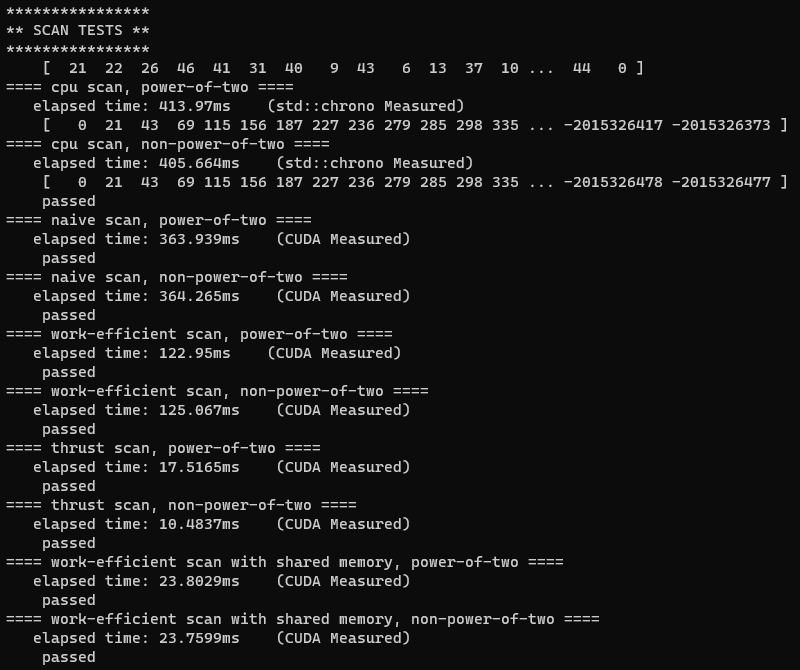 ****************
** SCAN TESTS **
****************
    [  21  22  26  46  41  31  40   9  43   6  13  37  10 ...  44   0 ]
==== cpu scan, power-of-two ====
   elapsed time: 413.97ms    (std::chrono Measured)
    [   0  21  43  69 115 156 187 227 236 279 285 298 335 ... -2015326417 -2015326373 ]
==== cpu scan, non-power-of-two ====
   elapsed time: 405.664ms    (std::chrono Measured)
    [   0  21  43  69 115 156 187 227 236 279 285 298 335 ... -2015326478 -2015326477 ]
    passed
==== naive scan, power-of-two ====
   elapsed time: 363.939ms    (CUDA Measured)
    passed
==== naive scan, non-power-of-two ====
   elapsed time: 364.265ms    (CUDA Measured)
    passed
==== work-efficient scan, power-of-two ====
   elapsed time: 122.95ms    (CUDA Measured)
    passed
==== work-efficient scan, non-power-of-two ====
   elapsed time: 125.067ms    (CUDA Measured)
    passed
==== thrust scan, power-of-two ====
   elapsed time: 17.5165ms    (CUDA Measured)
    passed
==== thrust scan, non-power-of-two ====
   elapsed time: 10.4837ms    (CUDA Measured)
    passed
==== work-efficient scan with shared memory, power-of-two ====
   elapsed time: 23.8029ms    (CUDA Measured)
    passed
==== work-efficient scan with shared memory, non-power-of-two ====
   elapsed time: 23.7599ms    (CUDA Measured)
    passed